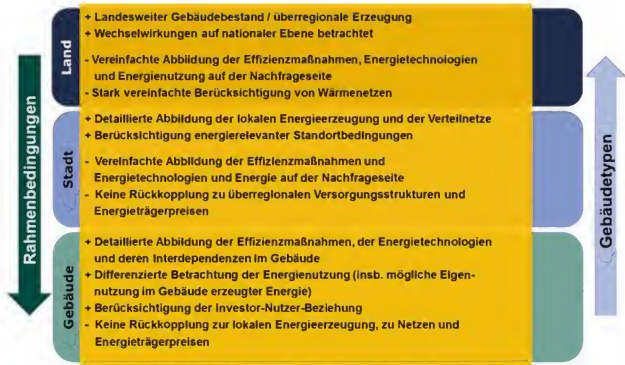 Rahmenbedingungen
Land
+ Landesweiter Gebäudebestand / überregionale Erzeugung
+ Wechselwirkungen auf nationaler Ebene betrachtet
- Vereinfachte Abbildung der Effizienzmaßnahmen, Energietechnologien
und Energienutzung auf der Nachfrageseite
- Stark vereinfachte Berücksichtigung von Wärmenetzen
Stadt
+ Detaillierte Abbildung der lokalen Energieerzeugung und der Verteilnetze
+ Berücksichtigung energierelevanter Standortbedingungen
- Vereinfachte Abbildung der Effizienzmaßnahmen und
Energietechnologien und Energie auf der Nachfrageseite
- Keine Rückkopplung zu überregionalen Versorgungsstrukturen und
Energieträgerpreisen
Gebäude
+ Detaillierte Abbildung der Effizienzmaßnahmen, der Energietechnologien
und deren Interdependenzen im Gebäude
+ Differenzierte Betrachtung der Energienutzung (insb. mögliche Eigen-
nutzung im Gebäude erzeugter Energie)
+ Berücksichtigung der Investor-Nutzer-Beziehung
- Keine Rückkopplung zur lokalen Energieerzeugung, zu Netzen und
Energieträgerpreisen
Gebäudetypen